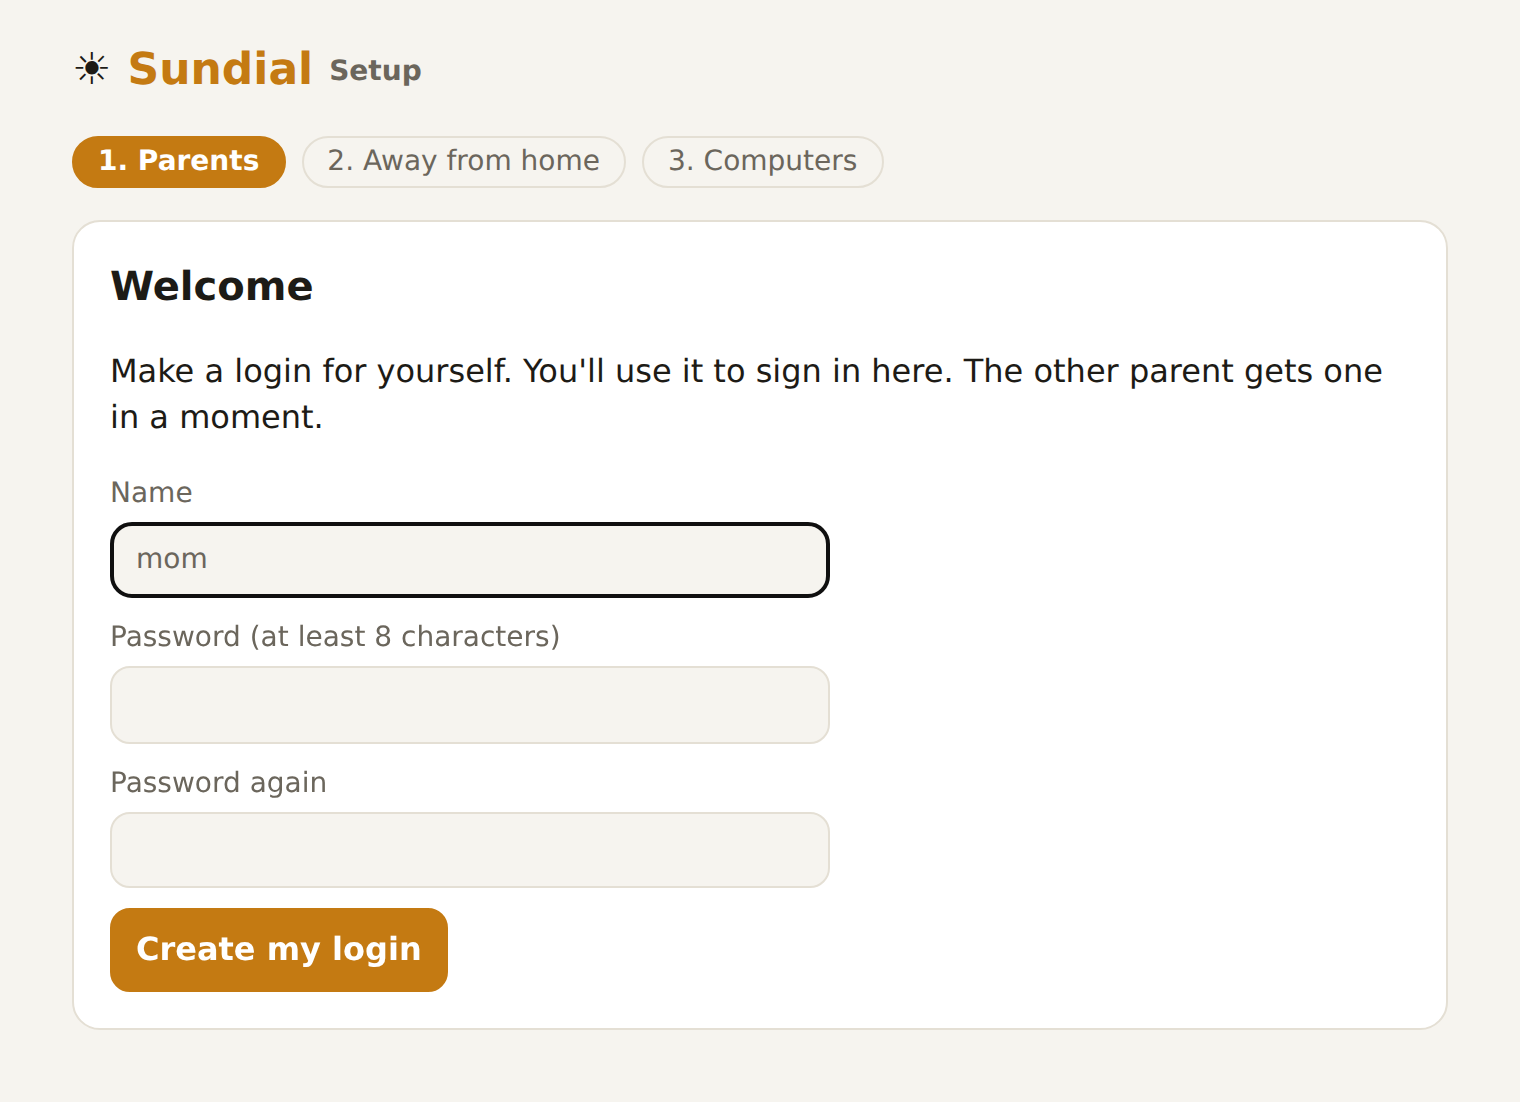 ☀ Sundial Setup
1. Parents 2. Away from home 3. Computers
Welcome
Make a login for yourself. You'll use it to sign in here. The other parent gets one
in a moment.
Name
mom
Password (at least 8 characters)
Password again
Create my login